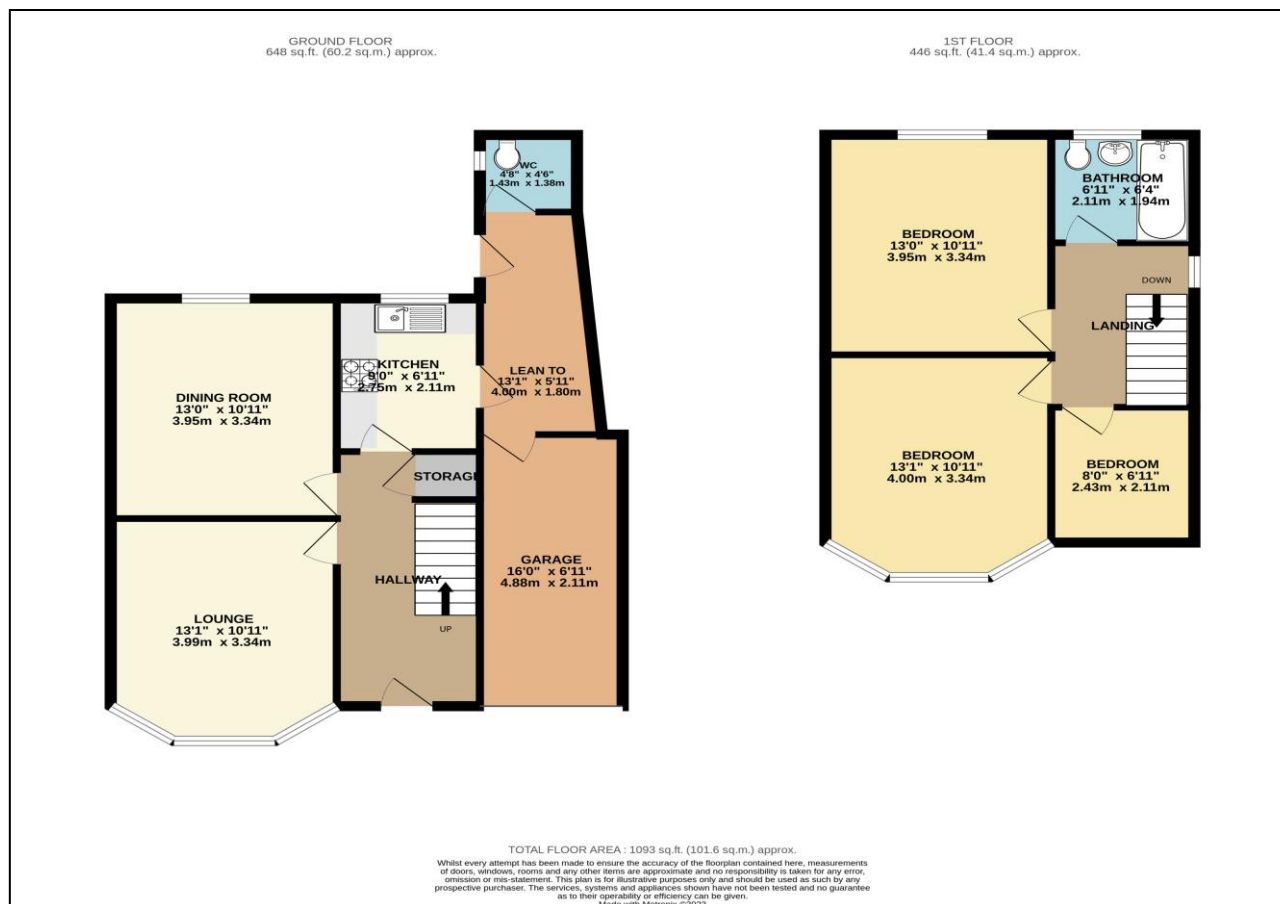 GROUND FLOOR
648 sq.ft. (60.2 sq.m.) approx.
1ST FLOOR
446 sq.ft. (41.4 sq.m.) approx.
WC
4'8" x 4'6"
1.43m x 1.38m
KITCHEN
9'0" x 6'11"
2.75m x 2.11m
LEAN TO
13'1" x 5'11"
4.00m x 1.80m
DINING ROOM
13'0" x 10'11"
3.95m x 3.34m
STORAGE
GARAGE
16'0" x 6'11"
4.88m x 2.11m
HALLWAY
UP
LOUNGE
13'1" x 10'11"
3.99m x 3.34m
BATHROOM
6'11" x 6'4"
2.11m x 1.94m
BEDROOM
13'0" x 10'11"
3.95m x 3.34m
DOWN
LANDING
BEDROOM
13'1" x 10'11"
4.00m x 3.34m
BEDROOM
8'0" x 6'11"
2.43m x 2.11m
TOTAL FLOOR AREA : 1093 sq.ft. (101.6 sq.m.) approx.
Whilst every attempt has been made to ensure the accuracy of the floorplan contained here, measurements
of doors, windows, rooms and any other items are approximate and no responsibility is taken for any error,
omission or mis-statement. This plan is for illustrative purposes only and should be used as such by any
prospective purchaser. The services, systems and appliances shown have not been tested and no guarantee
as to their operability or efficiency can be given.
Made with Metropix ©2023